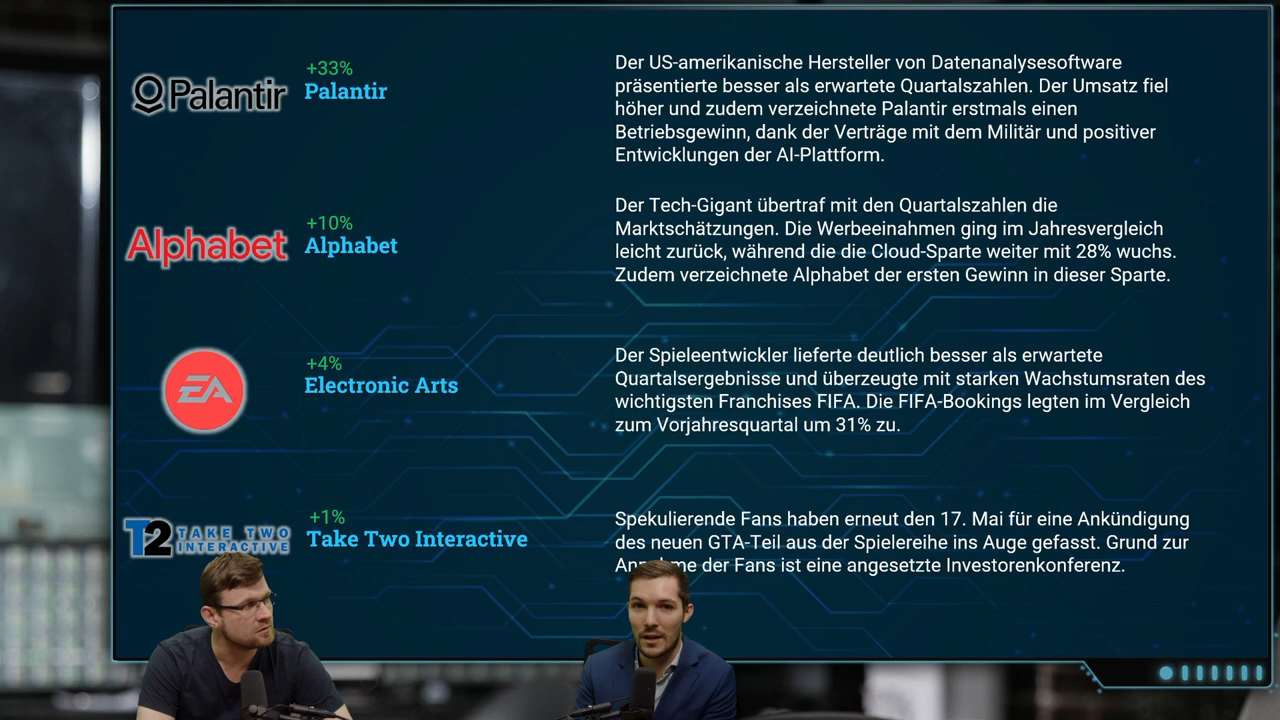 Palantir
+33%
Palantir
Der US-amerikanische Hersteller von Datenanalysesoftware
präsentierte besser als erwartete Quartalszahlen. Der Umsatz fiel
höher und zudem verzeichnete Palantir erstmals einen
Betriebsgewinn, dank der Verträge mit dem Militär und positiver
Entwicklungen der AI-Plattform.
Alphabet
+10%
Alphabet
Der Tech-Gigant übertraf mit den Quartalszahlen die
Marktschätzungen. Die Werbeeinahmen ging im Jahresvergleich
leicht zurück, während die die Cloud-Sparte weiter mit 28% wuchs.
Zudem verzeichnete Alphabet der ersten Gewinn in dieser Sparte.
EA
+4%
Electronic Arts
Der Spieleentwickler lieferte deutlich besser als erwartete
Quartalsergebnisse und überzeugte mit starken Wachstumsraten des
wichtigsten Franchises FIFA. Die FIFA-Bookings legten im Vergleich
zum Vorjahresquartal um 31% zu.
T2 TAKE TWO
INTERACTIVE
+1%
Take Two Interactive
Spekulierende Fans haben erneut den 17. Mai für eine Ankündigung
des neuen GTA-Teil aus der Spielereihe ins Auge gefasst. Grund zur
der Fans ist eine angesetzte Investorenkonferenz.